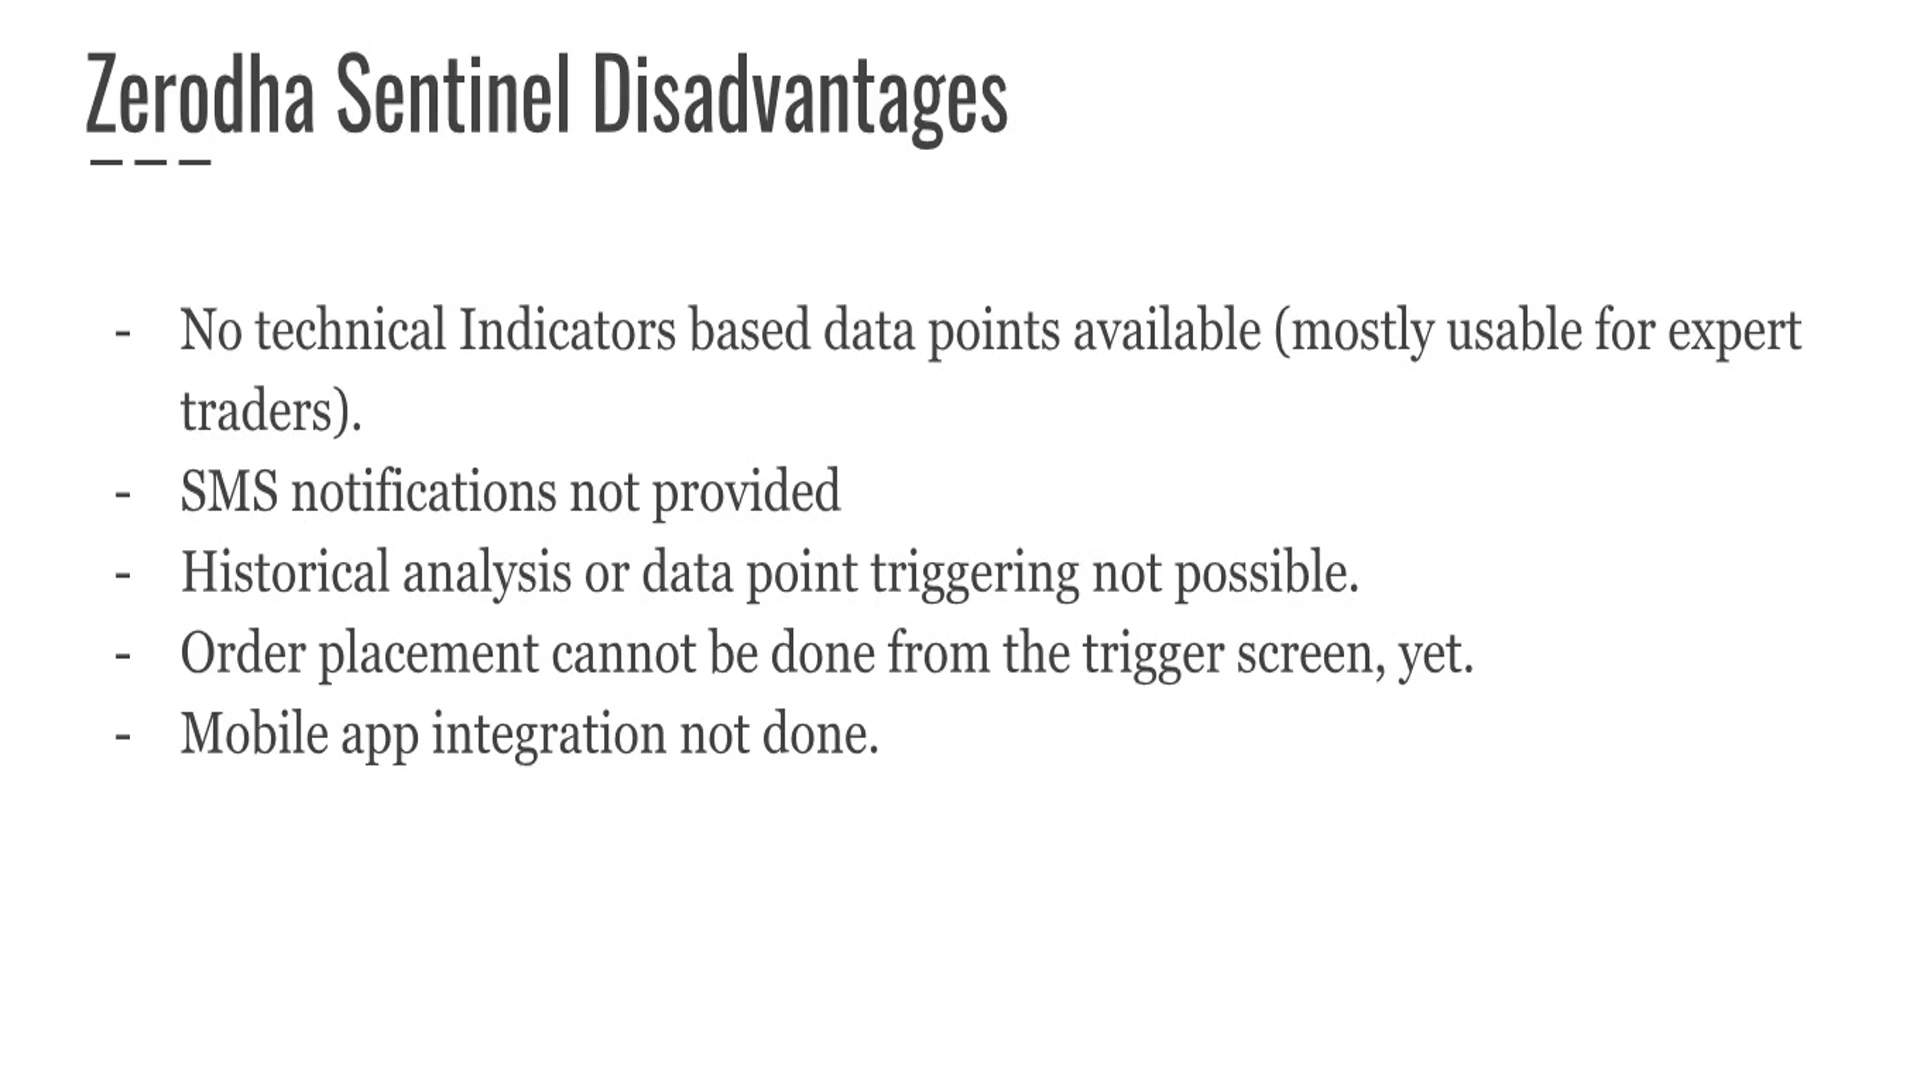 Zerodha Sentinel Disadvantages
- No technical Indicators based data points available (mostly usable for expert
traders).
- SMS notifications not provided
- Historical analysis or data point triggering not possible.
- Order placement cannot be done from the trigger screen, yet.
- Mobile app integration not done.